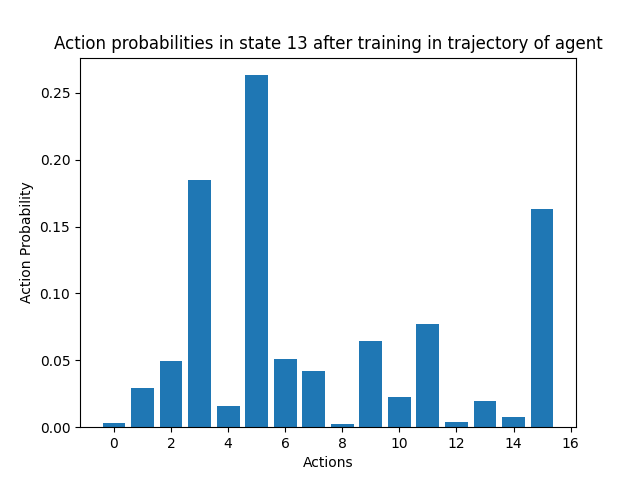 Action probabilities in state 13 after training in trajectory of agent
0.25
0.20
0.15
0.10
0.05
0.00
Action Probability
0 2 4 6 8 10 12 14 16
Actions